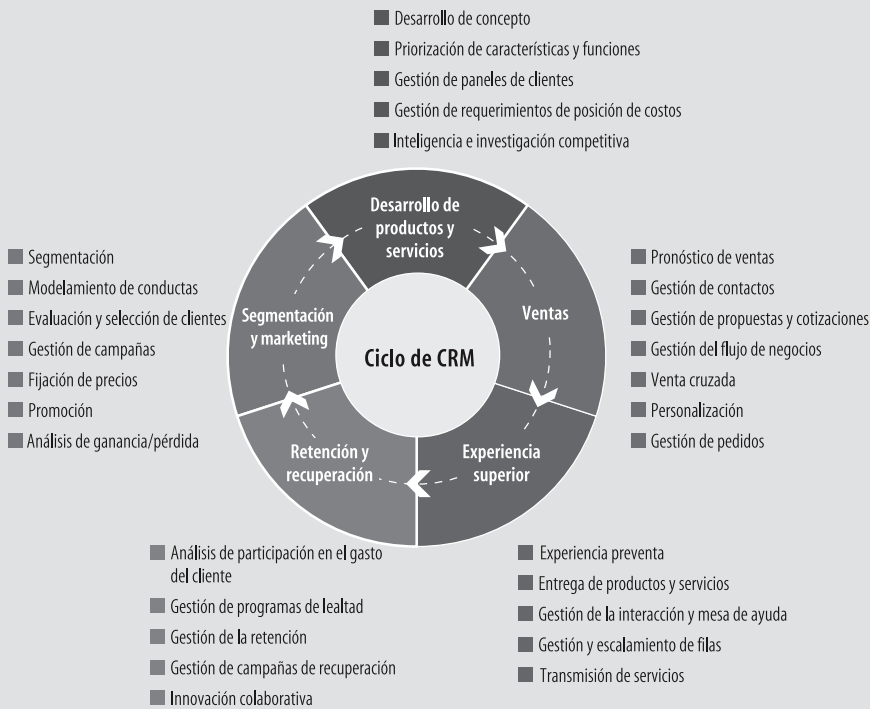 Desarrollo de concepto
Priorización de características y funciones
Gestión de paneles de clientes
Gestión de requerimientos de posición de costos
Inteligencia e investigación competitiva
Desarrollo de
productos y
servicios
Segmentación
Modelamiento de conductas
Evaluación y selección de clientes
Gestión de campañas
Fijación de precios
Promoción
Análisis de ganancia/pérdida
Segmentación
y marketing
Ciclo de CRM
Ventas
Pronóstico de ventas
Gestión de contactos
Gestión de propuestas y cotizaciones
Gestión del flujo de negocios
Venta cruzada
Personalización
Gestión de pedidos
Retención y
recuperación
Experiencia
superior
Análisis de participación en el gasto
del cliente
Gestión de programas de lealtad
Gestión de la retención
Gestión de campañas de recuperación
Innovación colaborativa
Experiencia preventa
Entrega de productos y servicios
Gestión de la interacción y mesa de ayuda
Gestión y escalamiento de filas
Transmisión de servicios